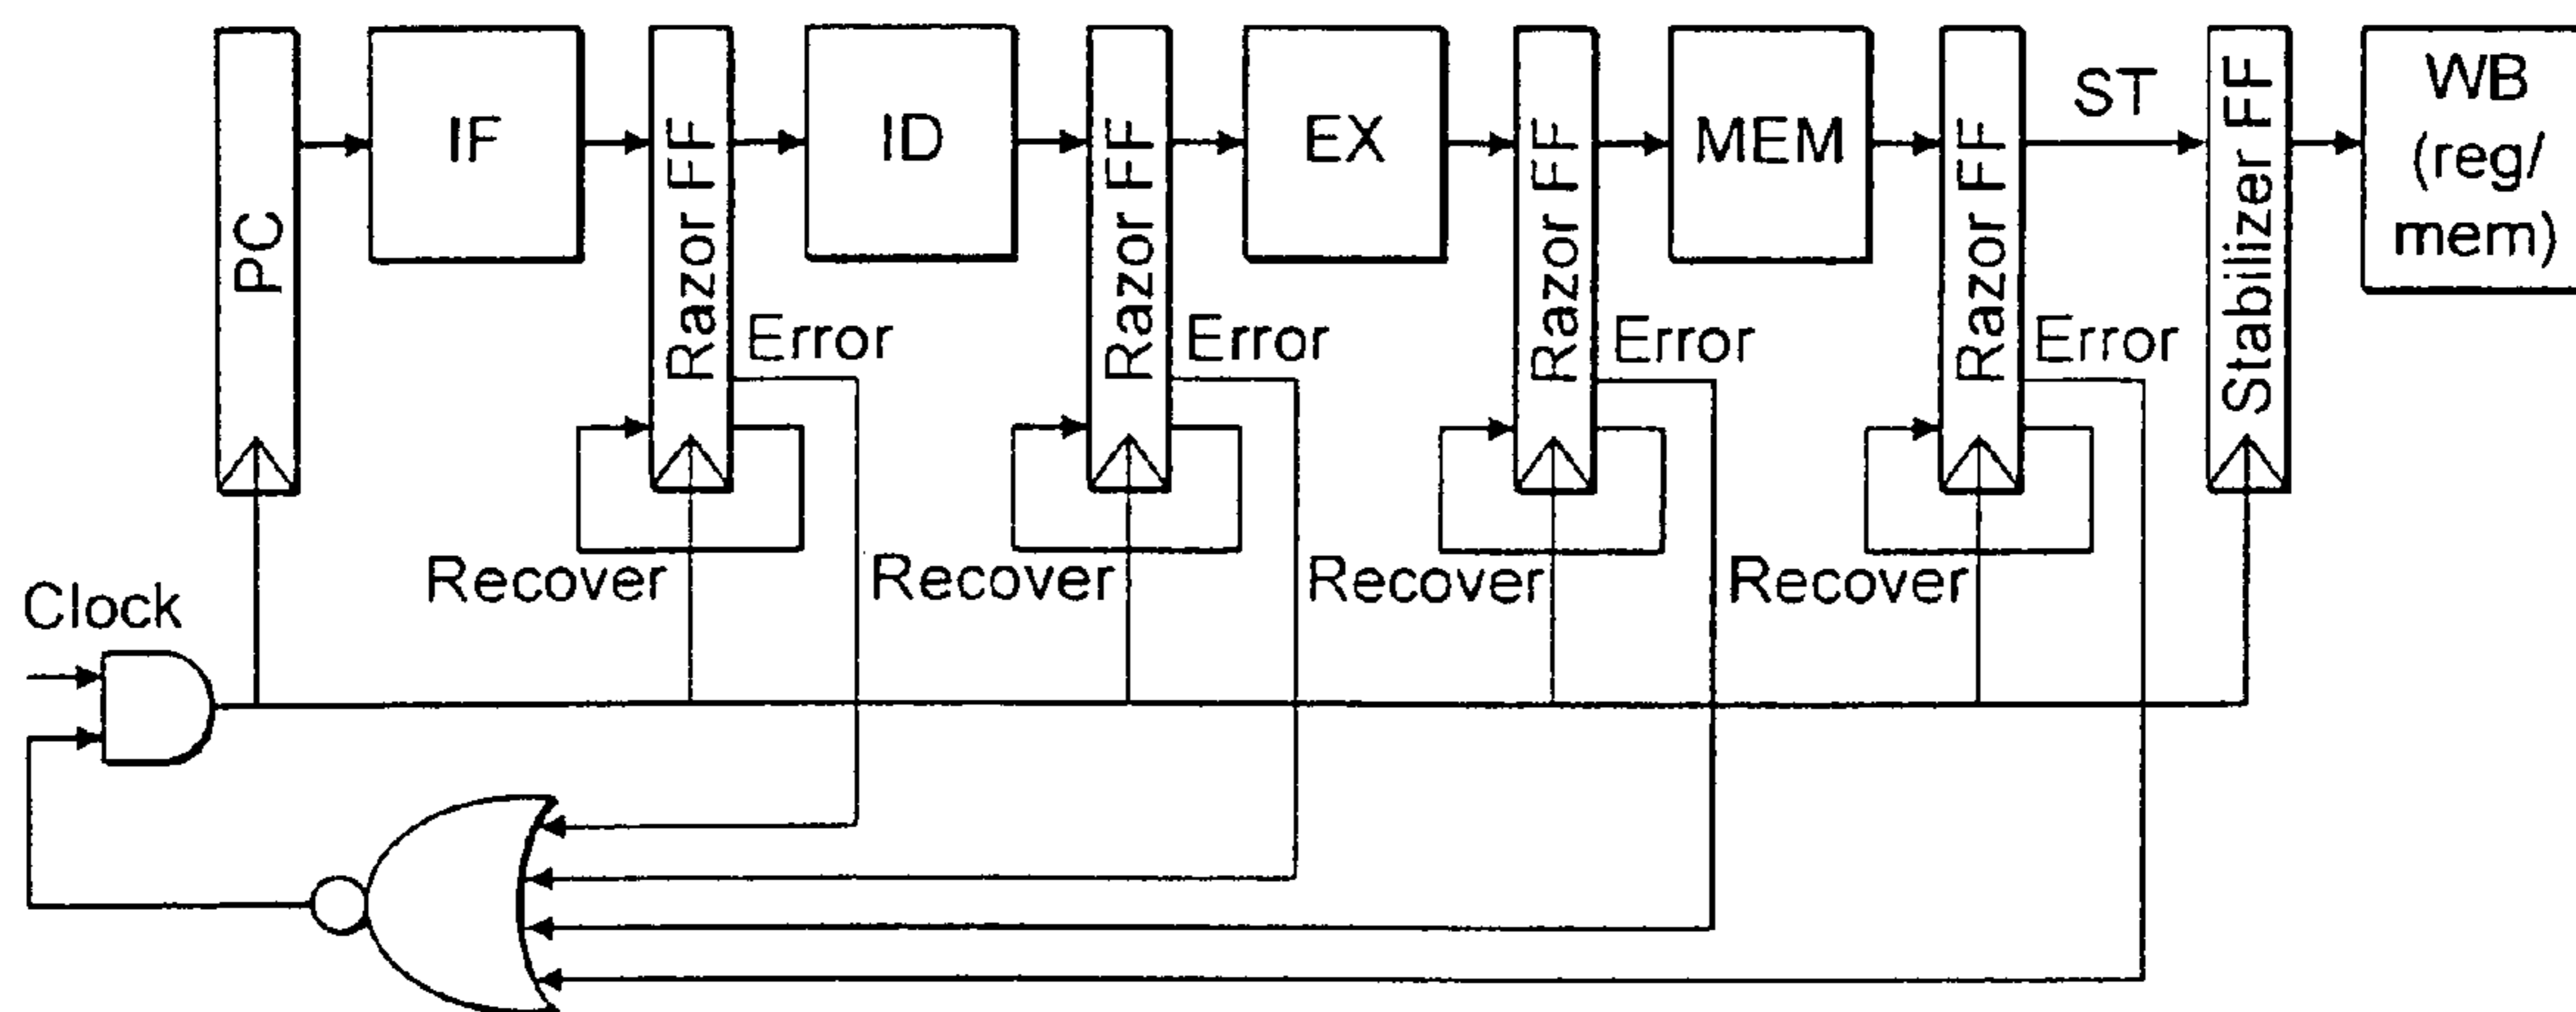 PC
IF
Razor FF
ID
Razor FF
EX
Razor FF
MEM
Razor FF
ST
Stabilizer FF
WB
(reg/
mem)
Error
Error
Error
Error
Recover
Recover
Recover
Recover
Clock